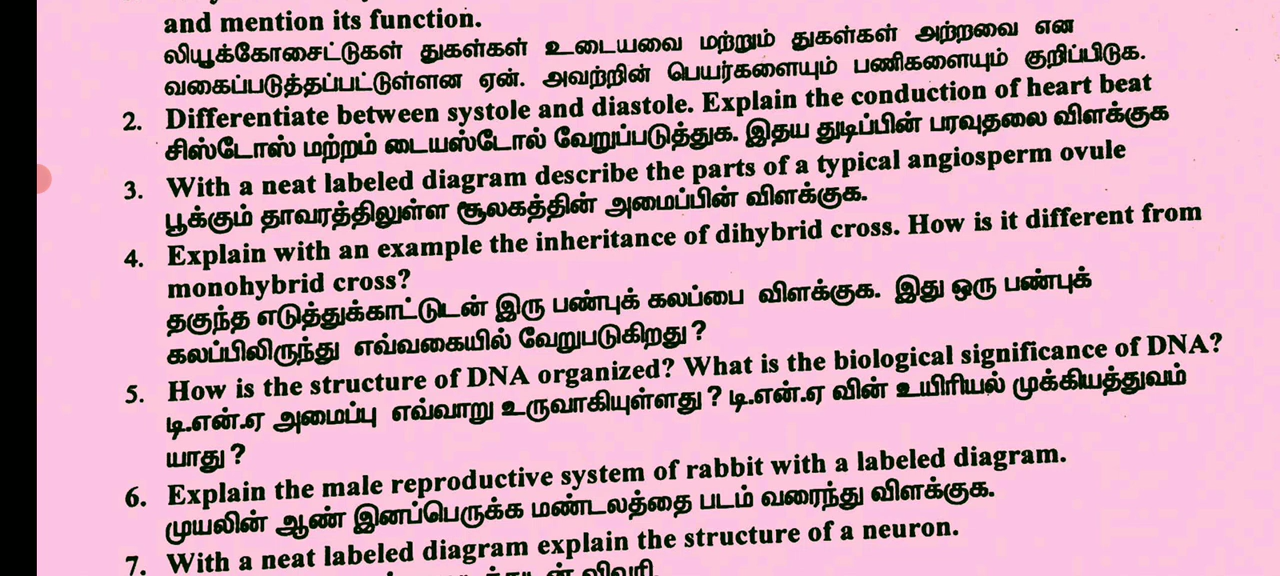 and mention its function.
லியூக்கோசைட்டுகள் துகள்கள் உடையவை மற்றும் துகள்கள் அற்றவை என
வகைப்படுத்தப்பட்டுள்ளன ஏன். அவற்றின் பெயர்களையும் பணிகளையும் குறிப்பிடுக.
2. Differentiate between systole and diastole. Explain the conduction of heart beat
சிஸ்டோஸ் மற்றம் டையஸ்டோல் வேறுப்படுத்துக. இதய துடிப்பின் பரவுதலை விளக்குக
3. With a neat labeled diagram describe the parts of a typical angiosperm ovule
பூக்கும் தாவரத்திலுள்ள சூலகத்தின் அமைப்பின் விளக்குக.
4. Explain with an example the inheritance of dihybrid cross. How is it different from
monohybrid cross?
தகுந்த எடுத்துக்காட்டுடன் இரு பண்புக் கலப்பை விளக்குக. இது ஒரு பண்புக்
கலப்பிலிருந்து எவ்வகையில் வேறுபடுகிறது ?
5. How is the structure of DNA organized? What is the biological significance of DNA?
டி.என்.ஏ அமைப்பு எவ்வாறு உருவாகியுள்ளது ? டி.என்.ஏ வின் உயிரியல் முக்கியத்துவம்
யாது ?
6. Explain the male reproductive system of rabbit with a labeled diagram.
முயலின் ஆண் இனப்பெருக்க மண்டலத்தை படம் வரைந்து விளக்குக.
7. With a neat labeled diagram explain the structure of a neuron.
விவரி.